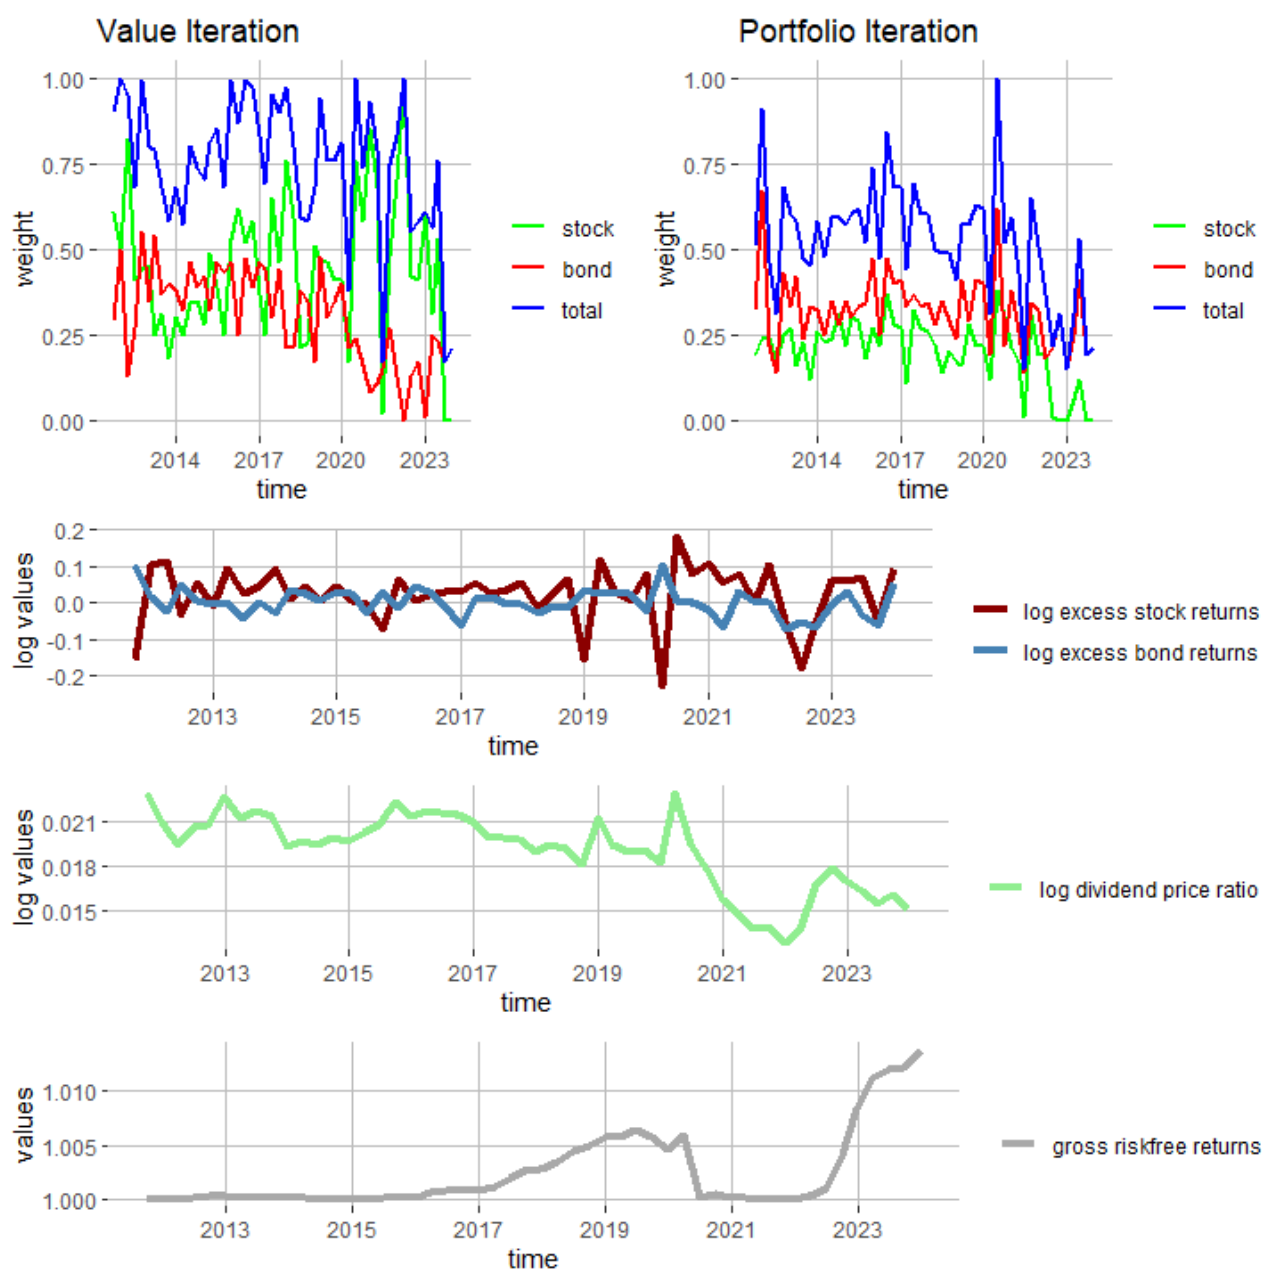 Value Iteration
Portfolio Iteration
1.00
0.75
0.50
0.25
0.00
weight
2014 2017 2020 2023
time
stock
bond
total
1.00
0.75
0.50
0.25
0.00
weight
2014 2017 2020 2023
time
stock
bond
total
0.2
0.1
0.0
-0.1
-0.2
log values
2013 2015 2017 2019 2021 2023
time
log excess stock returns
log excess bond returns
0.021
0.018
0.015
log values
2013 2015 2017 2019 2021 2023
time
log dividend price ratio
1.010
1.005
1.000
values
2013 2015 2017 2019 2021 2023
time
gross riskfree returns